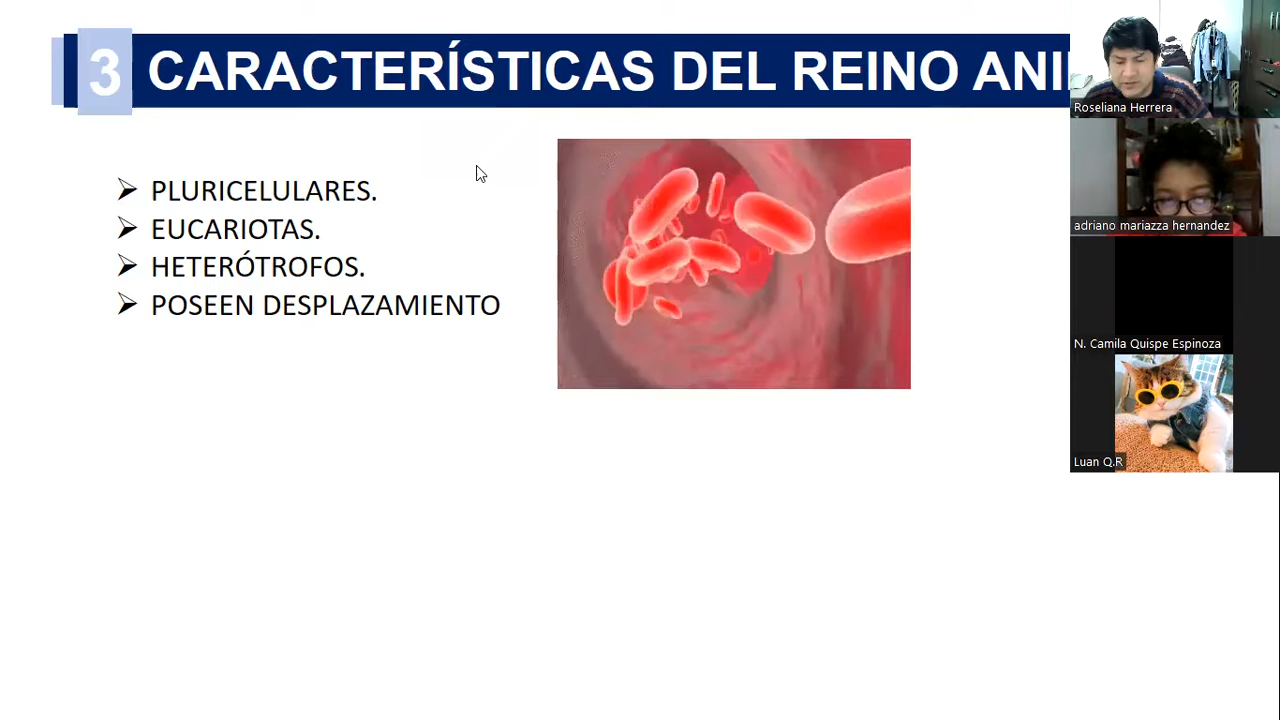 3 CARACTERÍSTICAS DEL REINO ANI
➢ PLURICELULARES.
➢ EUCARIOTAS.
➢ HETERÓTROFOS.
➢ POSEEN DESPLAZAMIENTO
Roseliana Herrera
adriano mariazza hernandez
N. Camila Quispe Espinoza
Luan Q.R